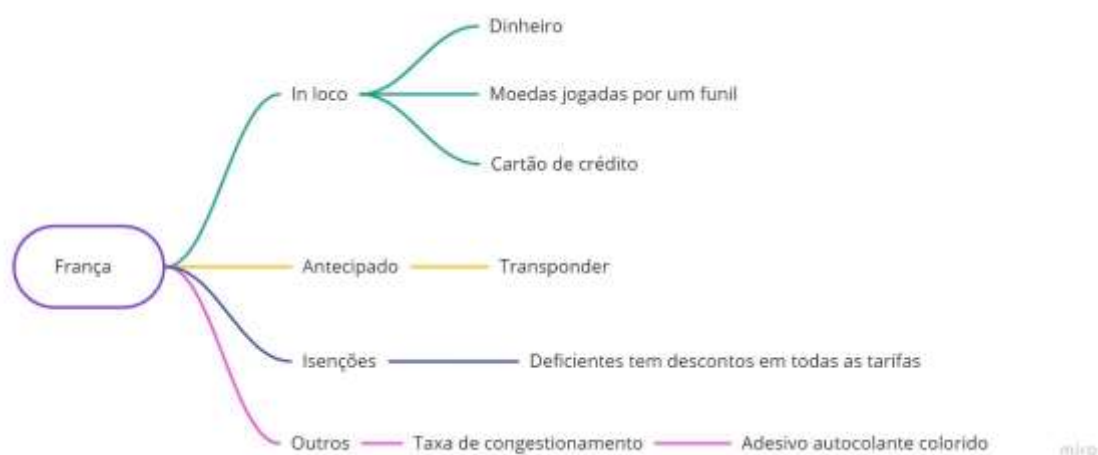 Dinheiro
In loco
Moedas jogadas por um funil
Cartão de crédito
França
Antecipado
Transponder
Isenções
Deficientes tem descontos em todas as tarifas
Outros
Taxa de congestionamento
Adesivo autocolante colorido
miro